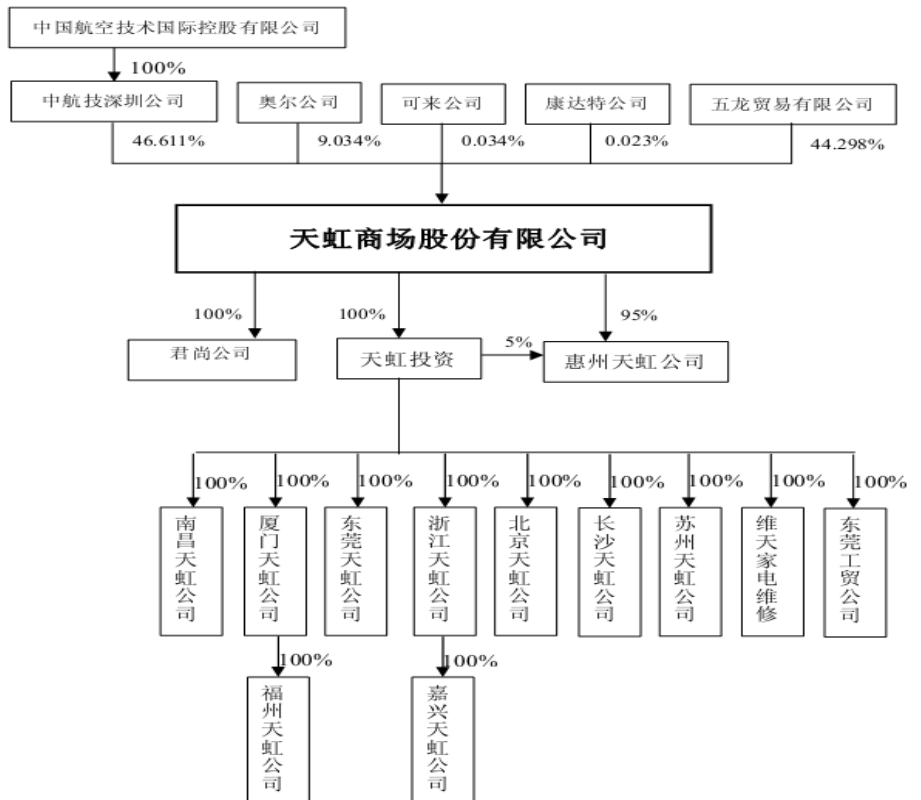 中国航空技术国际控股有限公司
100%
中航技深圳公司
奥尔公司
可来公司
康达特公司
五龙贸易有限公司
46.611%
9.034%
0.034%
0.023%
44.298%
天虹商场股份有限公司
100%
100%
95%
君尚公司
天虹投资
5%
惠州天虹公司
100%
100%
100%
100%
100%
100%
100%
100%
100%
南昌天虹公司
厦门天虹公司
东莞天虹公司
浙江天虹公司
北京天虹公司
长沙天虹公司
苏州天虹公司
维天家电维修
东莞工贸公司
100%
100%
福州天虹公司
嘉兴天虹公司